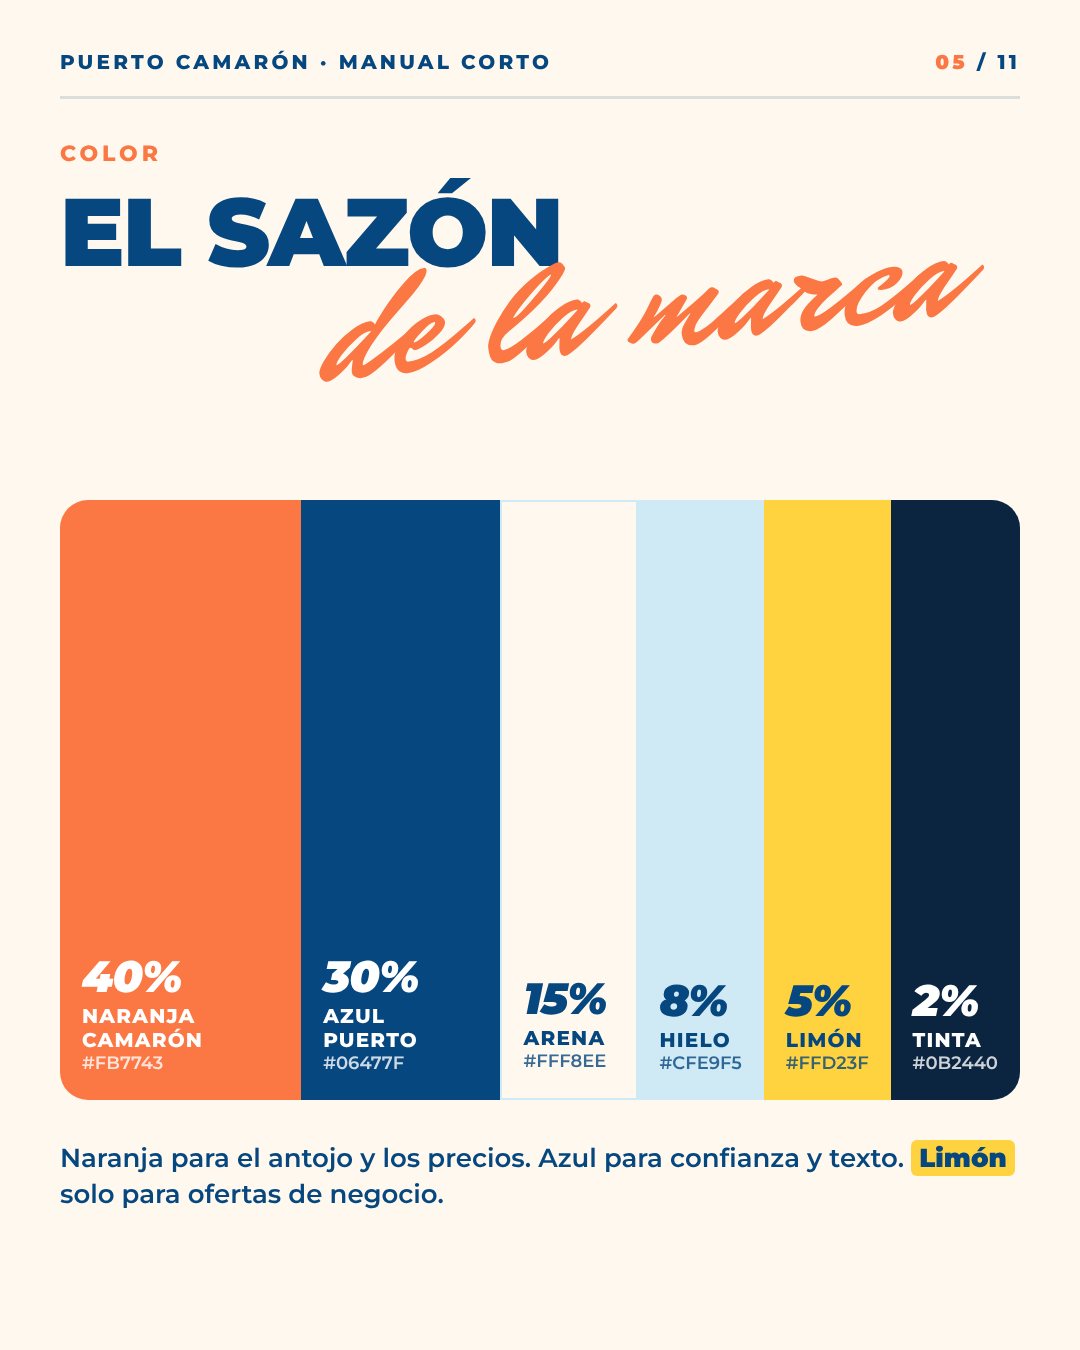 PUERTO CAMARÓN · MANUAL CORTO
05 / 11
COLOR
EL SAZÓN
de la marca
40%
NARANJA
CAMARÓN
#FB7743
30%
AZUL
PUERTO
#06477F
15%
ARENA
#FFF8EE
8%
HIELO
#CFE9F5
5%
LIMÓN
#FFD23F
2%
TINTA
#0B2440
Naranja para el antojo y los precios. Azul para confianza y texto. Limón
solo para ofertas de negocio.